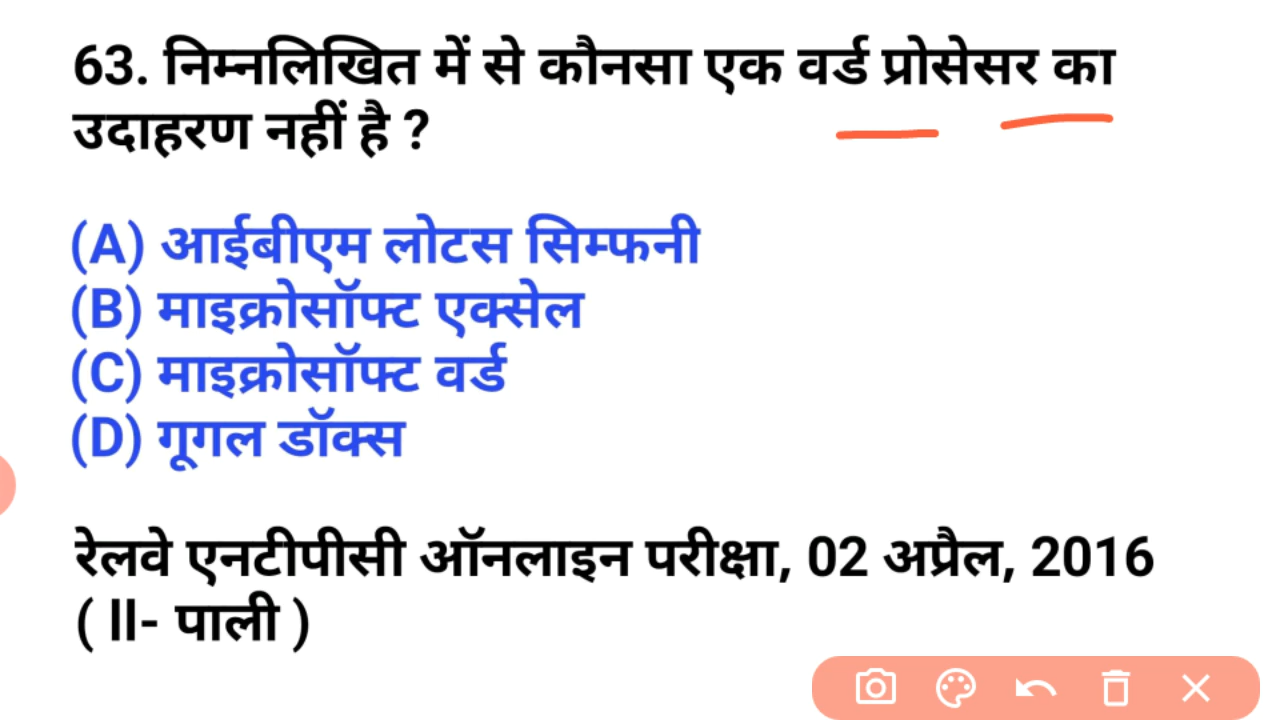 63. निम्नलिखित में से कौनसा एक वर्ड प्रोसेसर का
उदाहरण नहीं है ?
(A) आईबीएम लोटस सिम्फनी
(B) माइक्रोसॉफ्ट एक्सेल
(C) माइक्रोसॉफ्ट वर्ड
(D) गूगल डॉक्स
रेलवे एनटीपीसी ऑनलाइन परीक्षा, 02 अप्रैल, 2016
( ll- पाली )